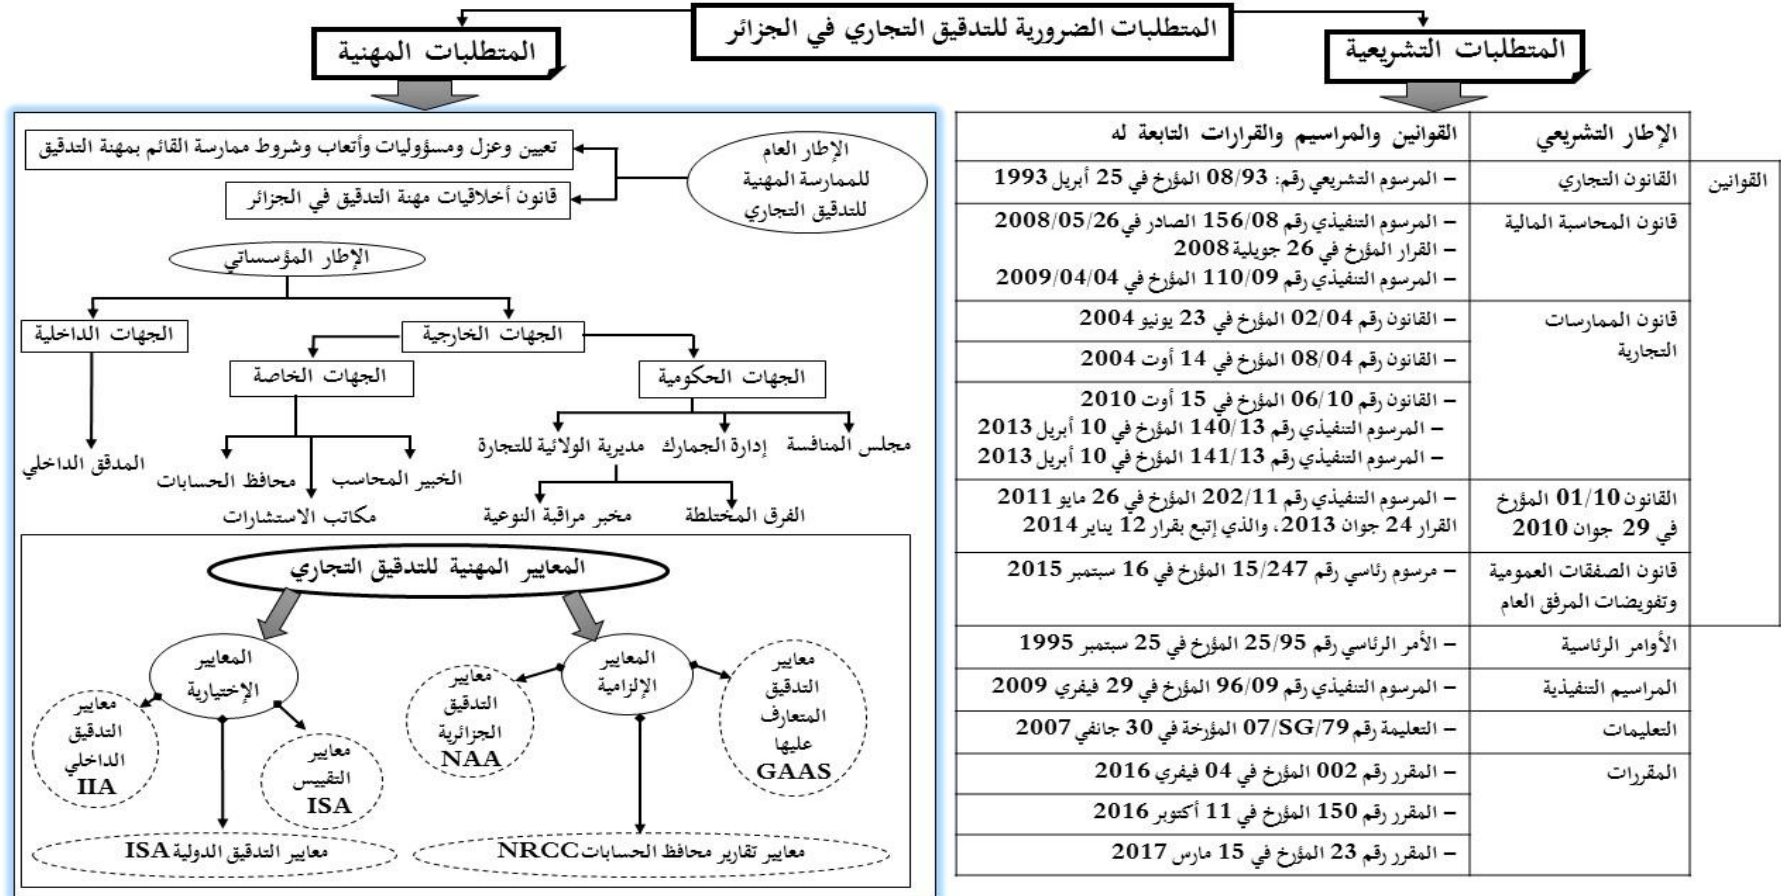 المتطلبات الضرورية للتدقيق التجاري في الجزائر
المتطلبات التشريعية
المتطلبات المهنية
الإطار التشريعي
القوانين والمراسيم والقرارات التابعة له
القوانين
القانون التجاري
– المرسوم التشريعي رقم: 08/93 المؤرخ في 25 أبريل 1993
قانون المحاسبة المالية
– المرسوم التنفيذي رقم 156/08 الصادر في 2008/05/26
– القرار المؤرخ في 26 جويلية 2008
– المرسوم التنفيذي رقم 110/09 المؤرخ في 2009/04/04
قانون الممارسات
التجارية
– القانون رقم 02/04 المؤرخ في 23 يونيو 2004
– القانون رقم 08/04 المؤرخ في 14 أوت 2004
– القانون رقم 06/10 المؤرخ في 15 أوت 2010
– المرسوم التنفيذي رقم 140/13 المؤرخ في 10 أبريل 2013
– المرسوم التنفيذي رقم 141/13 المؤرخ في 10 أبريل 2013
القانون 01/10 المؤرخ
في 29 جوان 2010
– المرسوم التنفيذي رقم 202/11 المؤرخ في 26 مايو 2011
القرار 24 جوان 2013، والذي إتبع بقرار 12 يناير 2014
قانون الصفقات العمومية
وتفويضات المرفق العام
– مرسوم رئاسي رقم 15/247 المؤرخ في 16 سبتمبر 2015
الأوامر الرئاسية
– الأمر الرئاسي رقم 25/95 المؤرخ في 25 سبتمبر 1995
المراسيم التنفيذية
– المرسوم التنفيذي رقم 96/09 المؤرخ في 29 فيفري 2009
التعليمات
– التعليمة رقم 07/SG/79 المؤرخة في 30 جانفي 2007
المقررات
– المقرر رقم 002 المؤرخ في 04 فيفري 2016
– المقرر رقم 150 المؤرخ في 11 أكتوبر 2016
– المقرر رقم 23 المؤرخ في 15 مارس 2017
الإطار العام
للممارسة المهنية
للتدقيق التجاري
تعيين وعزل ومسؤوليات وأتعاب وشروط ممارسة القائم بمهنة التدقيق
قانون أخلاقيات مهنة التدقيق في الجزائر
الإطار المؤسساتي
الجهات الخارجية
الجهات الداخلية
الجهات الحكومية
الجهات الخاصة
مجلس المنافسة
إدارة الجمارك
مديرية الولائية للتجارة
الفرق المختلطة
مخبر مراقبة النوعية
الخبير المحاسب
محافظ الحسابات
مكاتب الاستشارات
المدقق الداخلي
المعايير المهنية للتدقيق التجاري
المعايير
الإلزامية
معايير
التدقيق
المتعارف
عليها
GAAS
معايير
التدقيق
الجزائرية
NAA
معايير تقارير محافظ الحسابات NRCC
المعايير
الإختيارية
معايير
التقييس
ISA
معايير
التدقيق
الداخلي
IIA
معايير التدقيق الدولية ISA